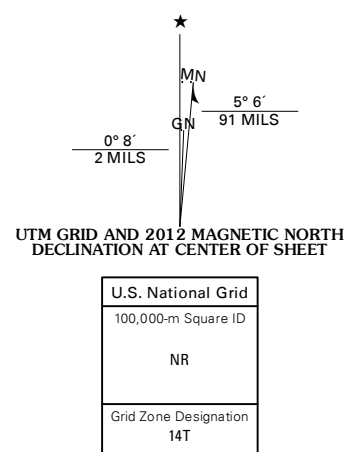 ★
MN
5° 6´
91 MILS
GN
0° 8´
2 MILS
UTM GRID AND 2012 MAGNETIC NORTH
DECLINATION AT CENTER OF SHEET
U.S. National Grid
100,000-m Square ID
NR
Grid Zone Designation
14T